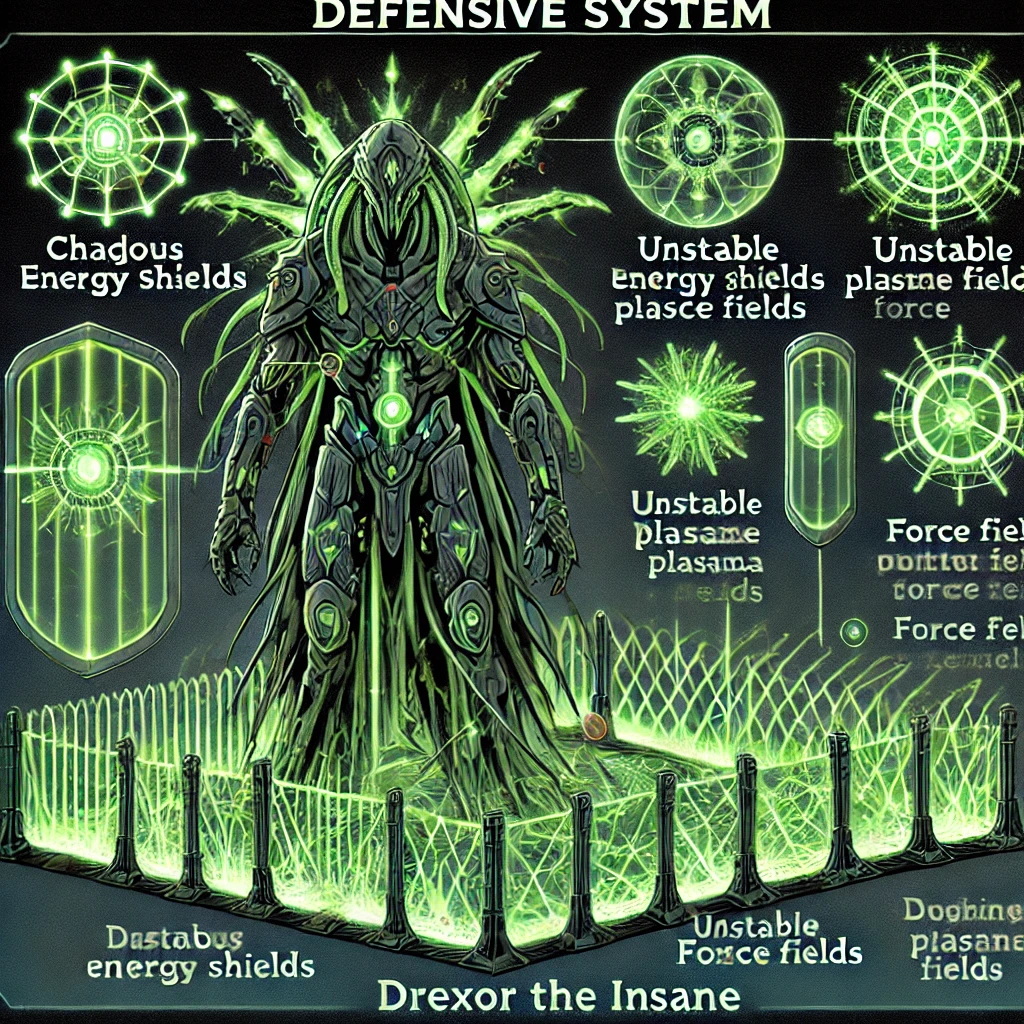 DEFENSIVE SYSTEM
Chadous
Energy shields
Unstable
Energy shields
plasce fields
Unstable
plasme field
force
Unstable
plasame
plasama
Force fiel
force
Force fel
Dastabus
energy shields
Unstable
Force fields
Doghine
plasane
fields
Drexor the Insane